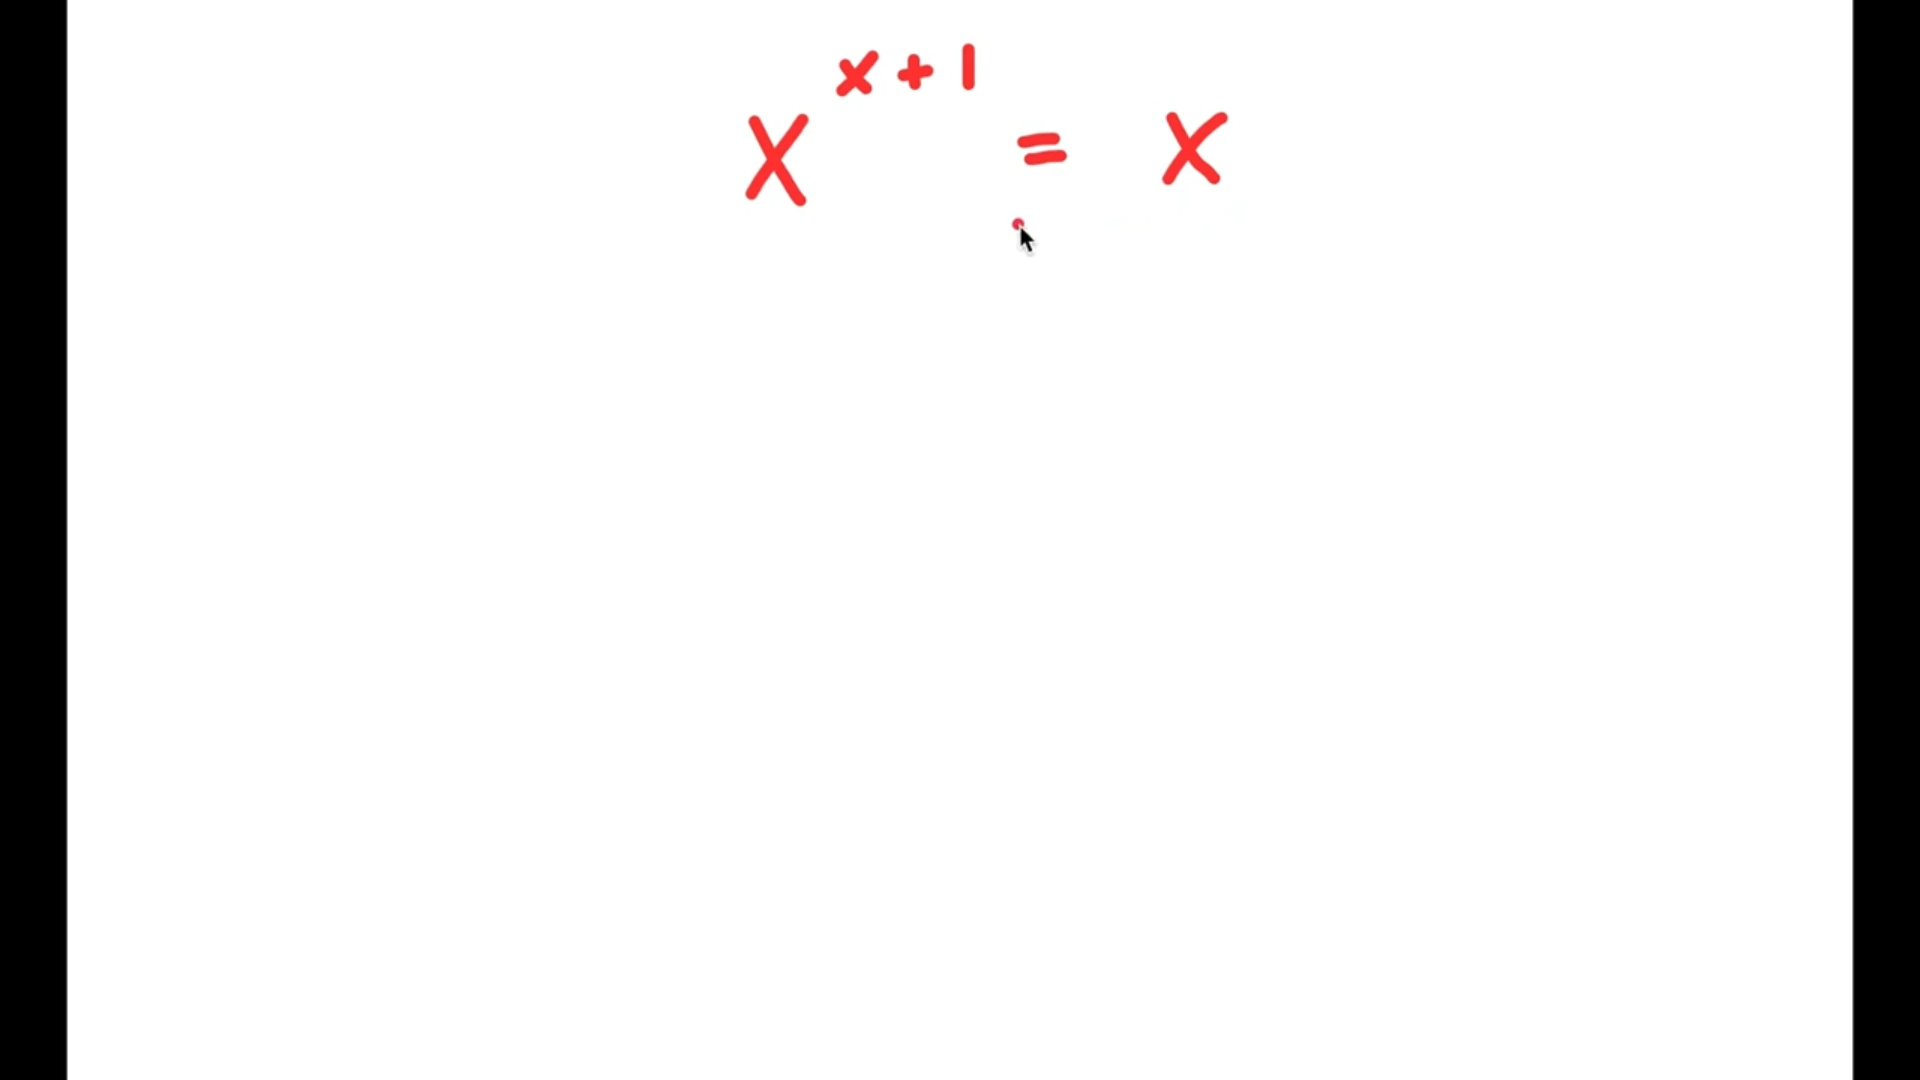 X^{x+1} = X